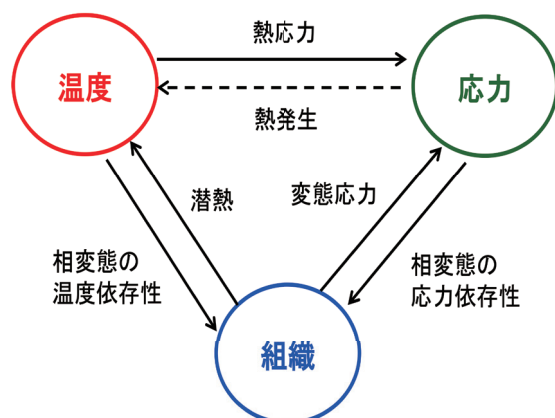 熱応力
温度
応力
熱発生
潜熱
変態応力
相変態の
温度依存性
相変態の
応力依存性
組織